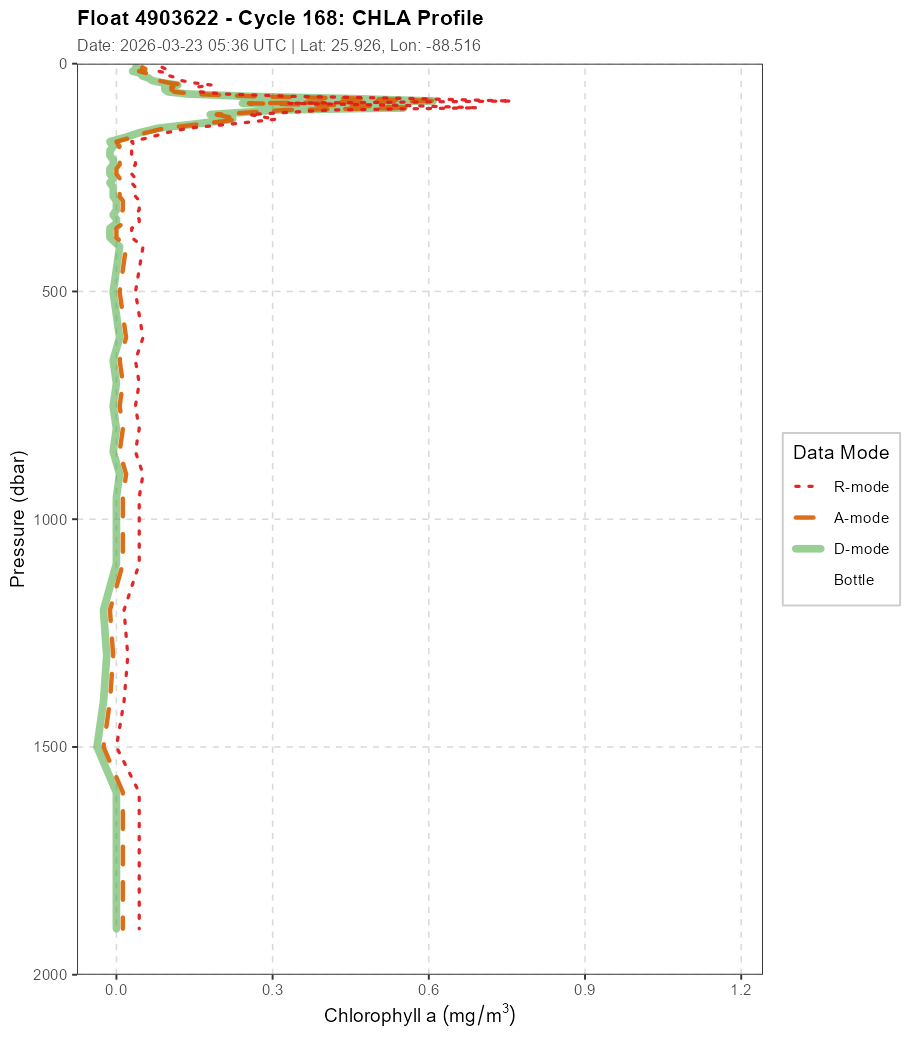 Float 4903622 - Cycle 168: CHLA Profile
Date: 2026-03-23 05:36 UTC | Lat: 25.926, Lon: -88.516
0
500
1000
1500
2000
Pressure (dbar)
0.0 0.3 0.6 0.9 1.2
Chlorophyll a (mg/m³)
Data Mode
R-mode
A-mode
D-mode
Bottle